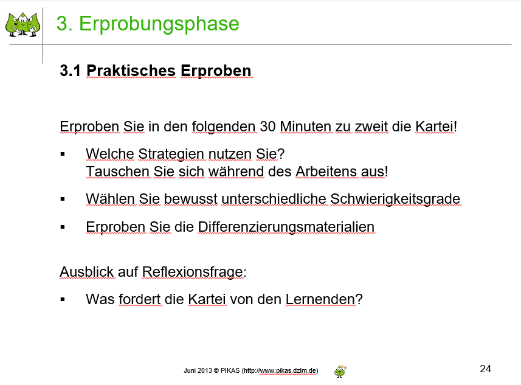 3. Erprobungsphase
3.1 Praktisches Erproben
Erproben Sie in den folgenden 30 Minuten zu zweit die Kartei!
▪ Welche Strategien nutzen Sie?
Tauschen Sie sich während des Arbeitens aus!
▪ Wählen Sie bewusst unterschiedliche Schwierigkeitsgrade
▪ Erproben Sie die Differenzierungsmaterialien
Ausblick auf Reflexionsfrage:
▪ Was fordert die Kartei von den Lernenden?
Juni 2013 © PIKAS (http://www.pikas.dzlm.de)
24